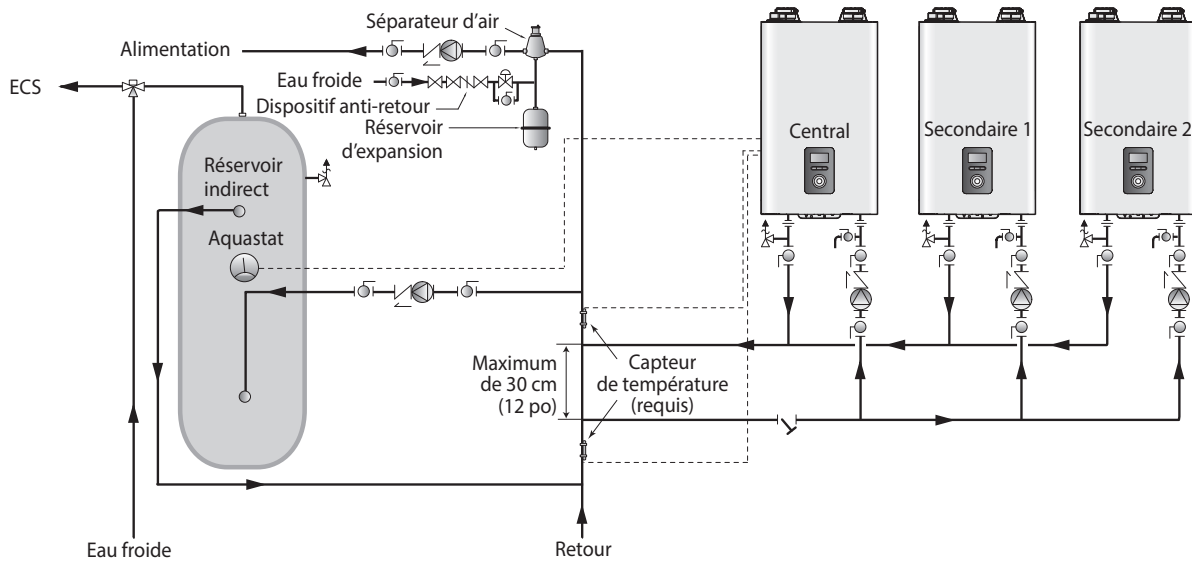 Séparateur d’air
Alimentation
ECS
Eau froide
Dispositif anti-retour
Réservoir
d’expansion
Central
Secondaire 1
Secondaire 2
Réservoir
indirect
Aquastat
Maximum
de 30 cm
(12 po)
Capteur
de température
(requis)
Eau froide
Retour